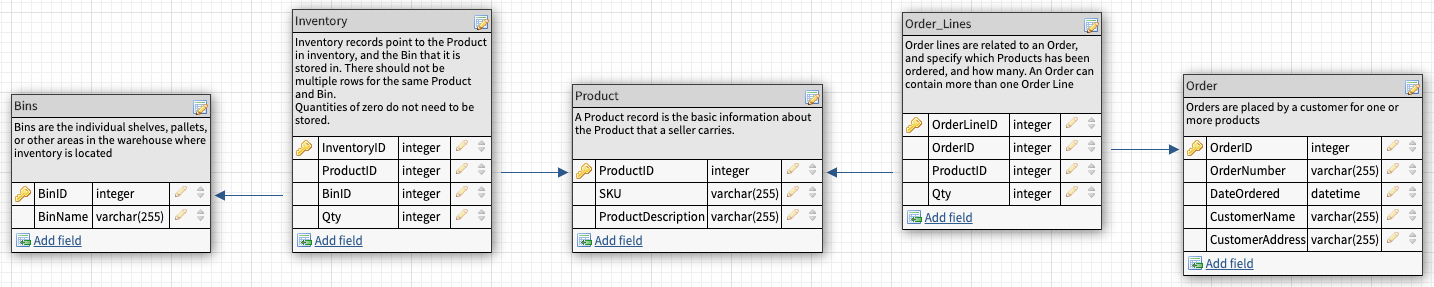 Bins
Bins are the individual shelves, pallets,
or other areas in the warehouse where
inventory is located
BinID integer
BinName varchar(255)
Add field
Inventory
Inventory records point to the Product
in inventory, and the Bin that it is
stored in. There should not be
multiple rows for the same Product
and Bin.
Quantities of zero do not need to be
stored.
InventoryID integer
ProductID integer
BinID integer
Qty integer
Add field
Product
A Product record is the basic information about
the Product that a seller carries.
ProductID integer
SKU varchar(255)
ProductDescription varchar(255)
Add field
Order_Lines
Order lines are related to an Order,
and specify which Products has been
ordered, and how many. An Order can
contain more than one Order Line
OrderLineID integer
OrderID integer
ProductID integer
Qty integer
Add field
Order
Orders are placed by a customer for one or
more products
OrderID integer
OrderNumber varchar(255)
DateOrdered datetime
CustomerName varchar(255)
CustomerAddress varchar(255)
Add field